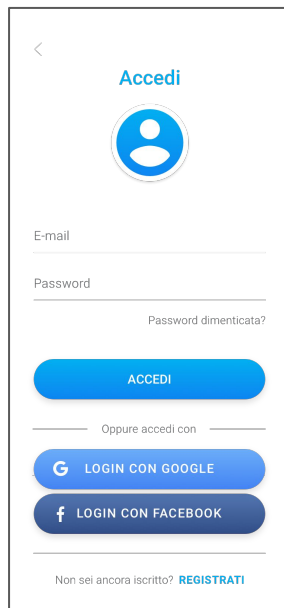 Accedi
E-mail
Password
Password dimenticata?
ACCEDI
Oppure accedi con
G LOGIN CON GOOGLE
f LOGIN CON FACEBOOK
Non sei ancora iscritto? REGISTRATI